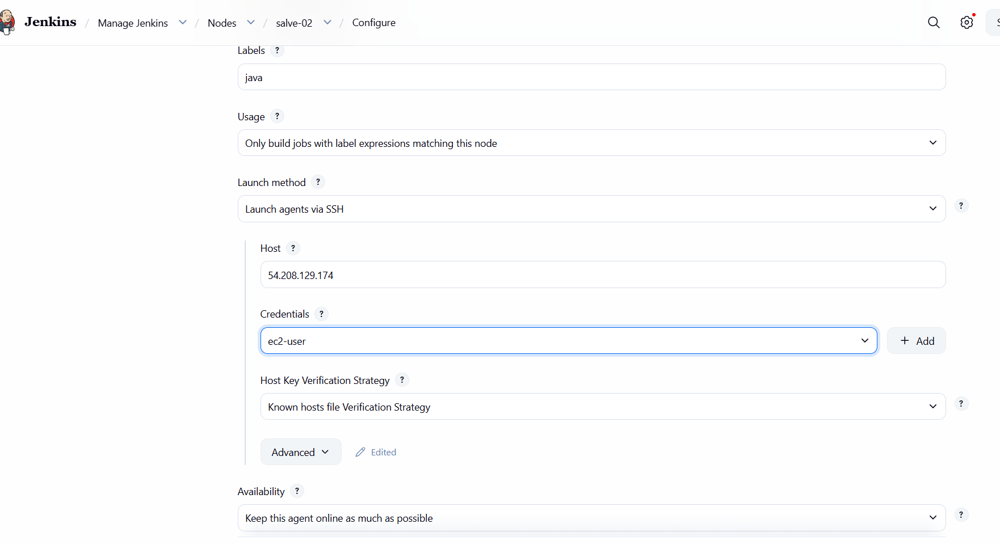 Jenkins / Manage Jenkins / Nodes / salve-02 / Configure
Labels ?
java
Usage ?
Only build jobs with label expressions matching this node
Launch method ?
Launch agents via SSH
?
Host ?
54.208.129.174
Credentials ?
ec2-user
+ Add
Host Key Verification Strategy ?
Known hosts file Verification Strategy
?
Advanced
Edited
Availability ?
Keep this agent online as much as possible
?